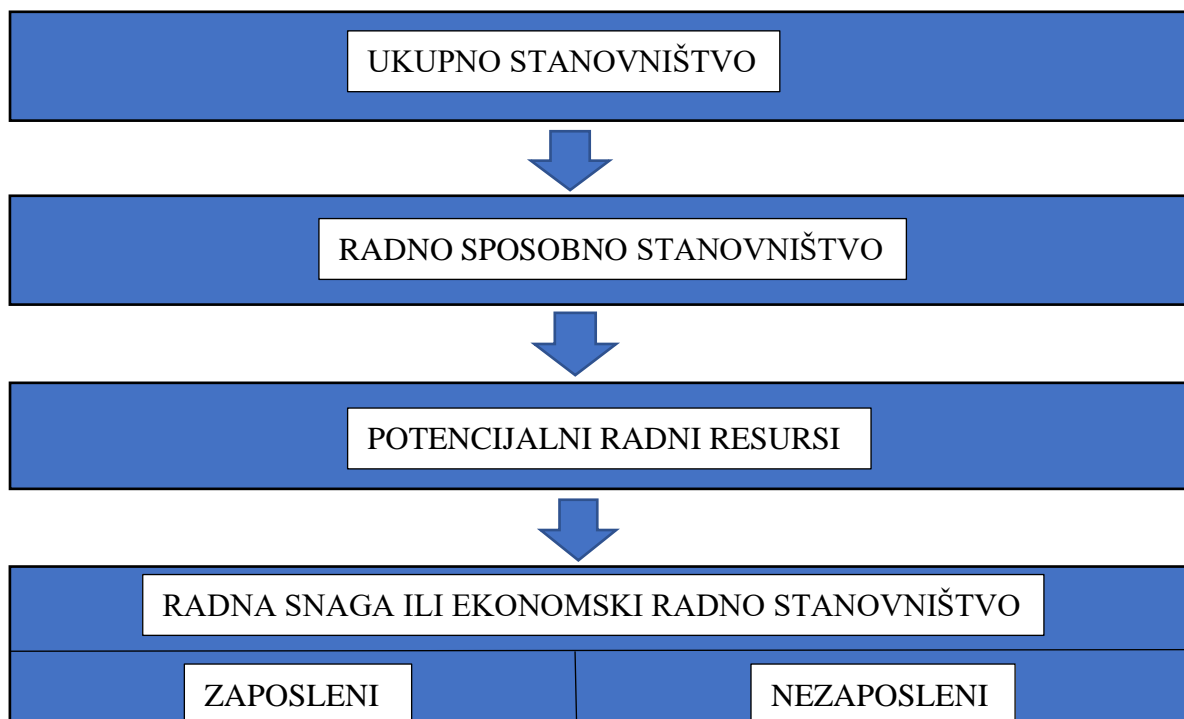 UKUPNO STANOVNIŠTVO
RADNO SPOSOBNO STANOVNIŠTVO
POTENCIJALNI RADNI RESURSI
RADNA SNAGA ILI EKONOMSKI RADNO STANOVNIŠTVO
ZAPOSLENI
NEZAPOSLENI